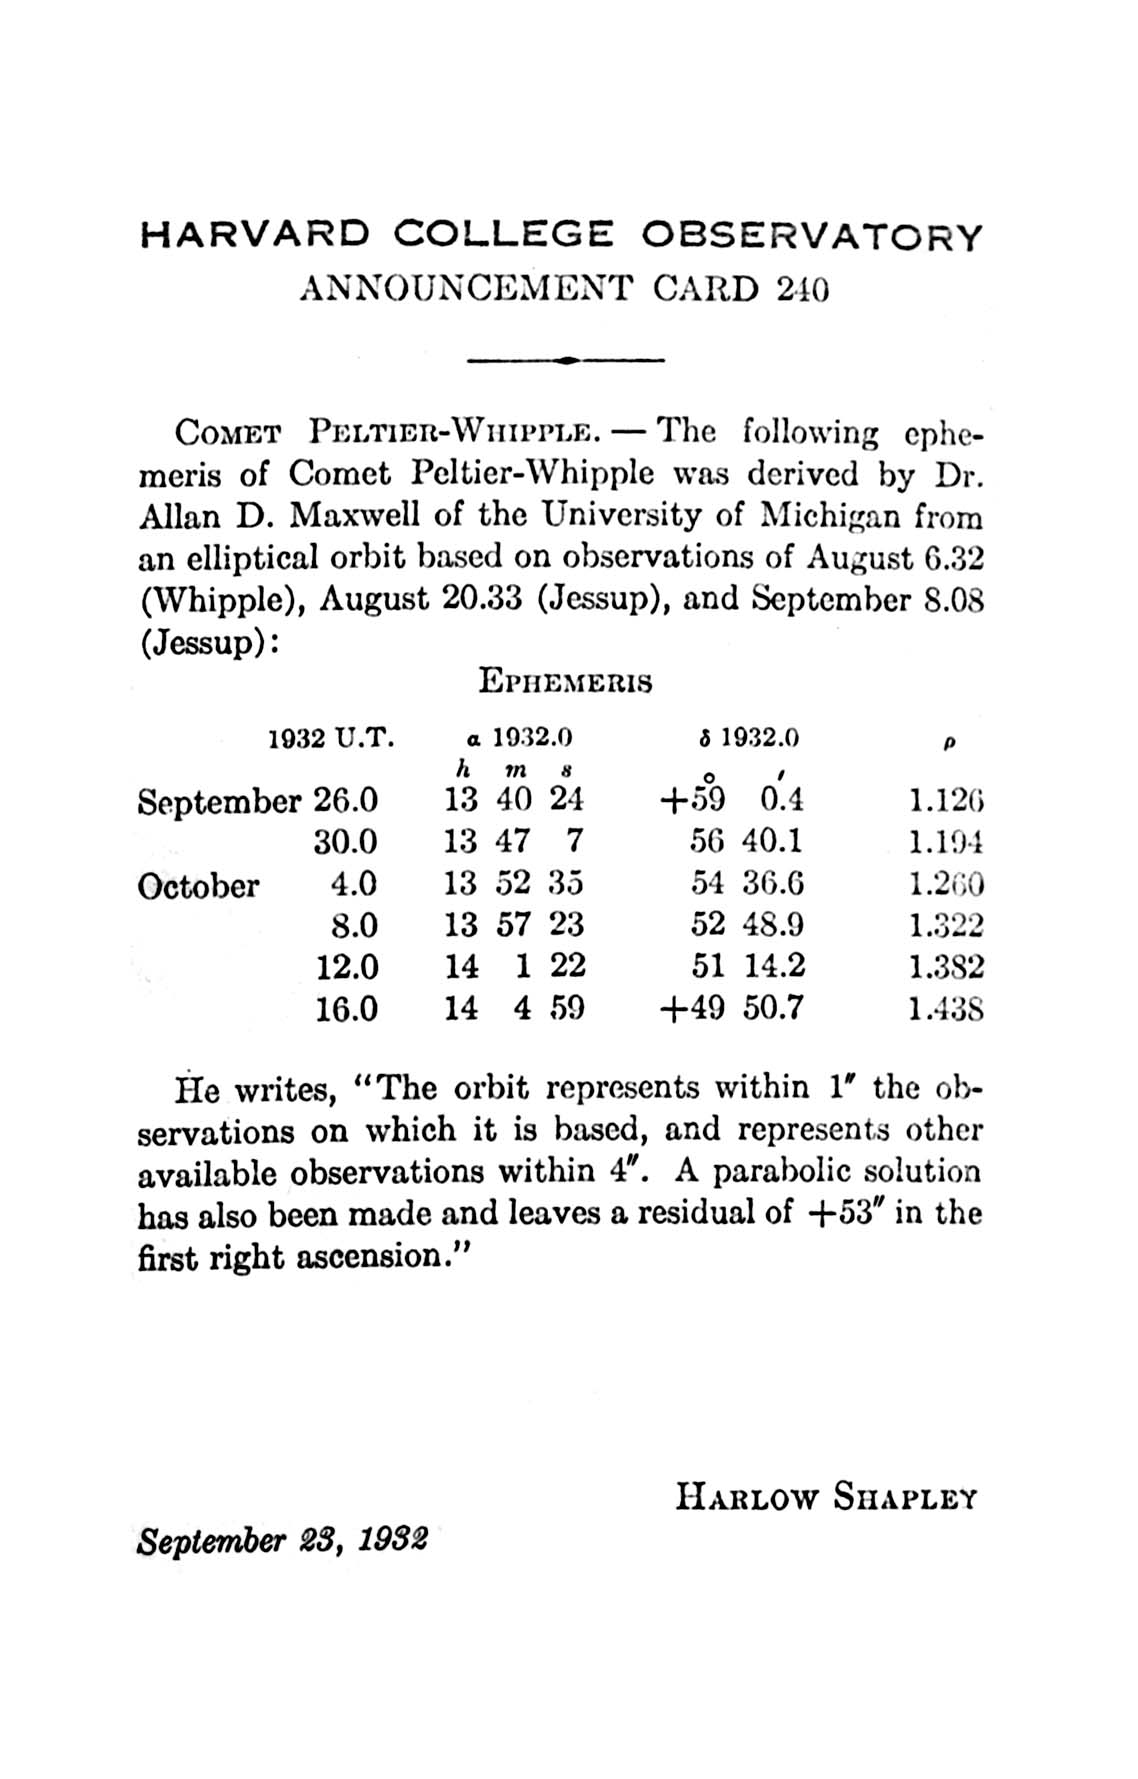 HARVARD COLLEGE OBSERVATORY
ANNOUNCEMENT CARD 240
COMET PELTIER-WHIPPLE. — The following ephe-
meris of Comet Peltier-Whipple was derived by Dr.
Allan D. Maxwell of the University of Michigan from
an elliptical orbit based on observations of August 6.32
(Whipple), August 20.33 (Jessup), and September 8.08
(Jessup):
EPHEMERIS
1932 U.T. α 1932.0 δ 1932.0 ρ
h m s ° ′
September 26.0 13 40 24 +59 0.4 1.126
30.0 13 47 7 56 40.1 1.194
October 4.0 13 52 35 54 36.6 1.260
8.0 13 57 23 52 48.9 1.322
12.0 14 1 22 51 14.2 1.382
16.0 14 4 59 +49 50.7 1.438
He writes, “The orbit represents within 1″ the ob-
servations on which it is based, and represents other
available observations within 4″. A parabolic solution
has also been made and leaves a residual of +53″ in the
first right ascension.”
HARLOW SHAPLEY
September 23, 1932